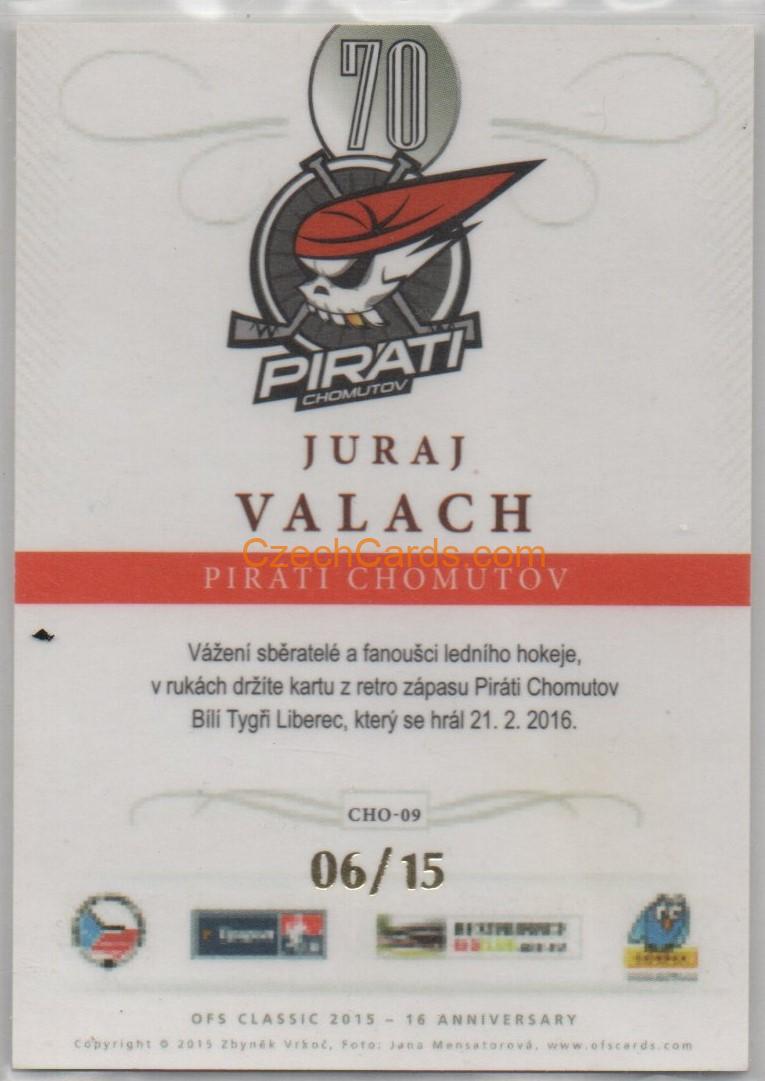 70
PIRÁTI
CHOMUTOV
JURAJ
VALACH
CzechCards.com
PIRÁTI CHOMUTOV
Vážení sběratelé a fanoušci ledního hokeje,
v rukách držíte kartu z retro zápasu Piráti Chomutov
Bílí Tygři Liberec, který se hrál 21. 2. 2016.
CHO-09
06/15
OFS CLASSIC 2015 – 16 ANNIVERSARY
Copyright © 2015 Zbyněk Vrkoč, Foto: Jana Mensatorová, www.ofscards.com